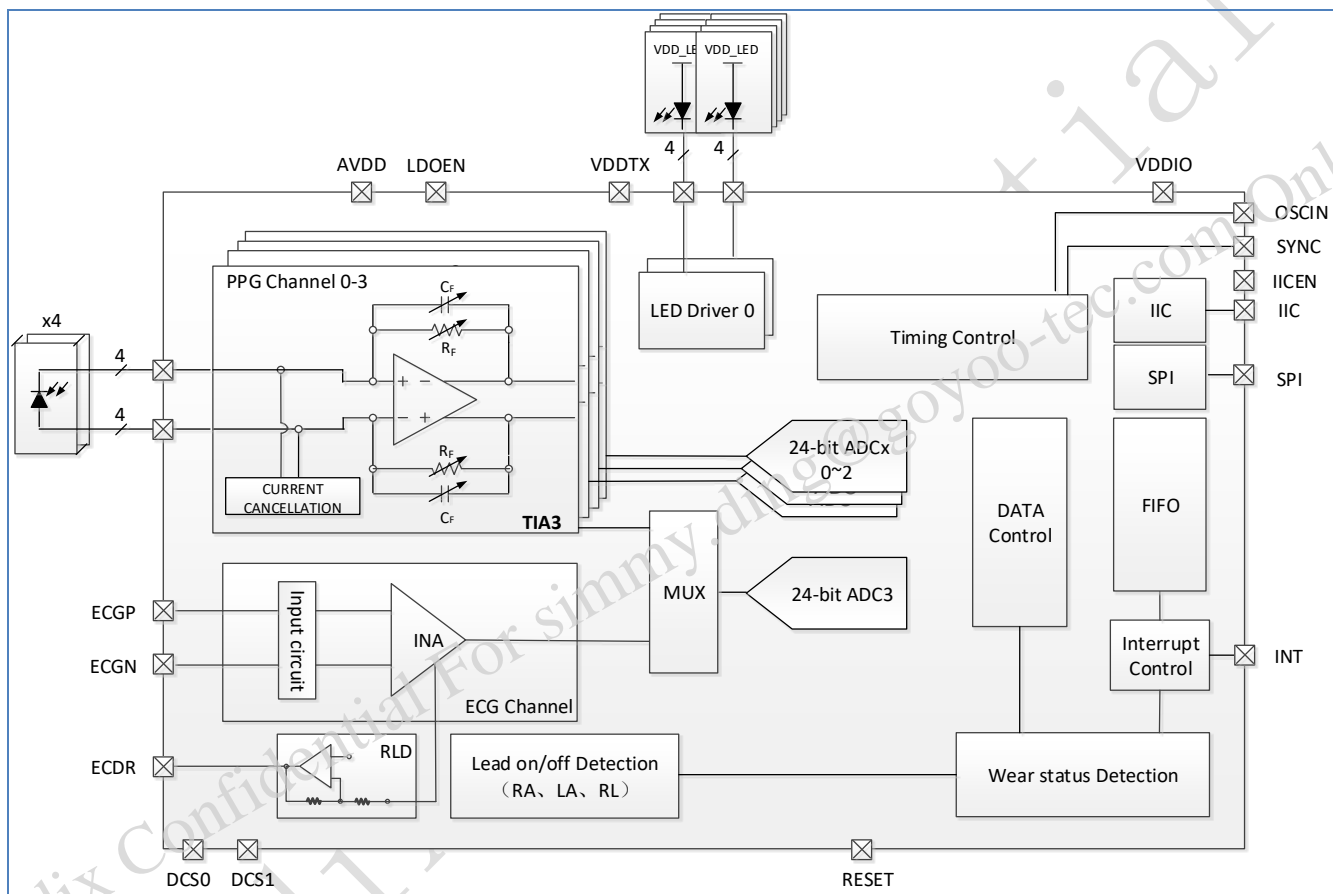 VDD_LE
VDD_LED
4
4
AVDD
LDOEN
VDDTX
VDDIO
OSCIN
SYNC
IICEN
IIC
SPI
INT
PPG Channel 0-3
CF
RF
RF
CF
CURRENT
CANCELLATION
TIA3
x4
4
4
LED Driver 0
Timing Control
IIC
SPI
24-bit ADCx
0~2
DATA
Control
FIFO
MUX
24-bit ADC3
Interrupt
Control
ECGP
ECGN
Input circuit
INA
ECG Channel
ECDR
RLD
Lead on/off Detection
（RA、LA、RL）
Wear status Detection
DCS0
DCS1
RESET
dix Confidential For simmy.ding@goyoo-tec.com Onl